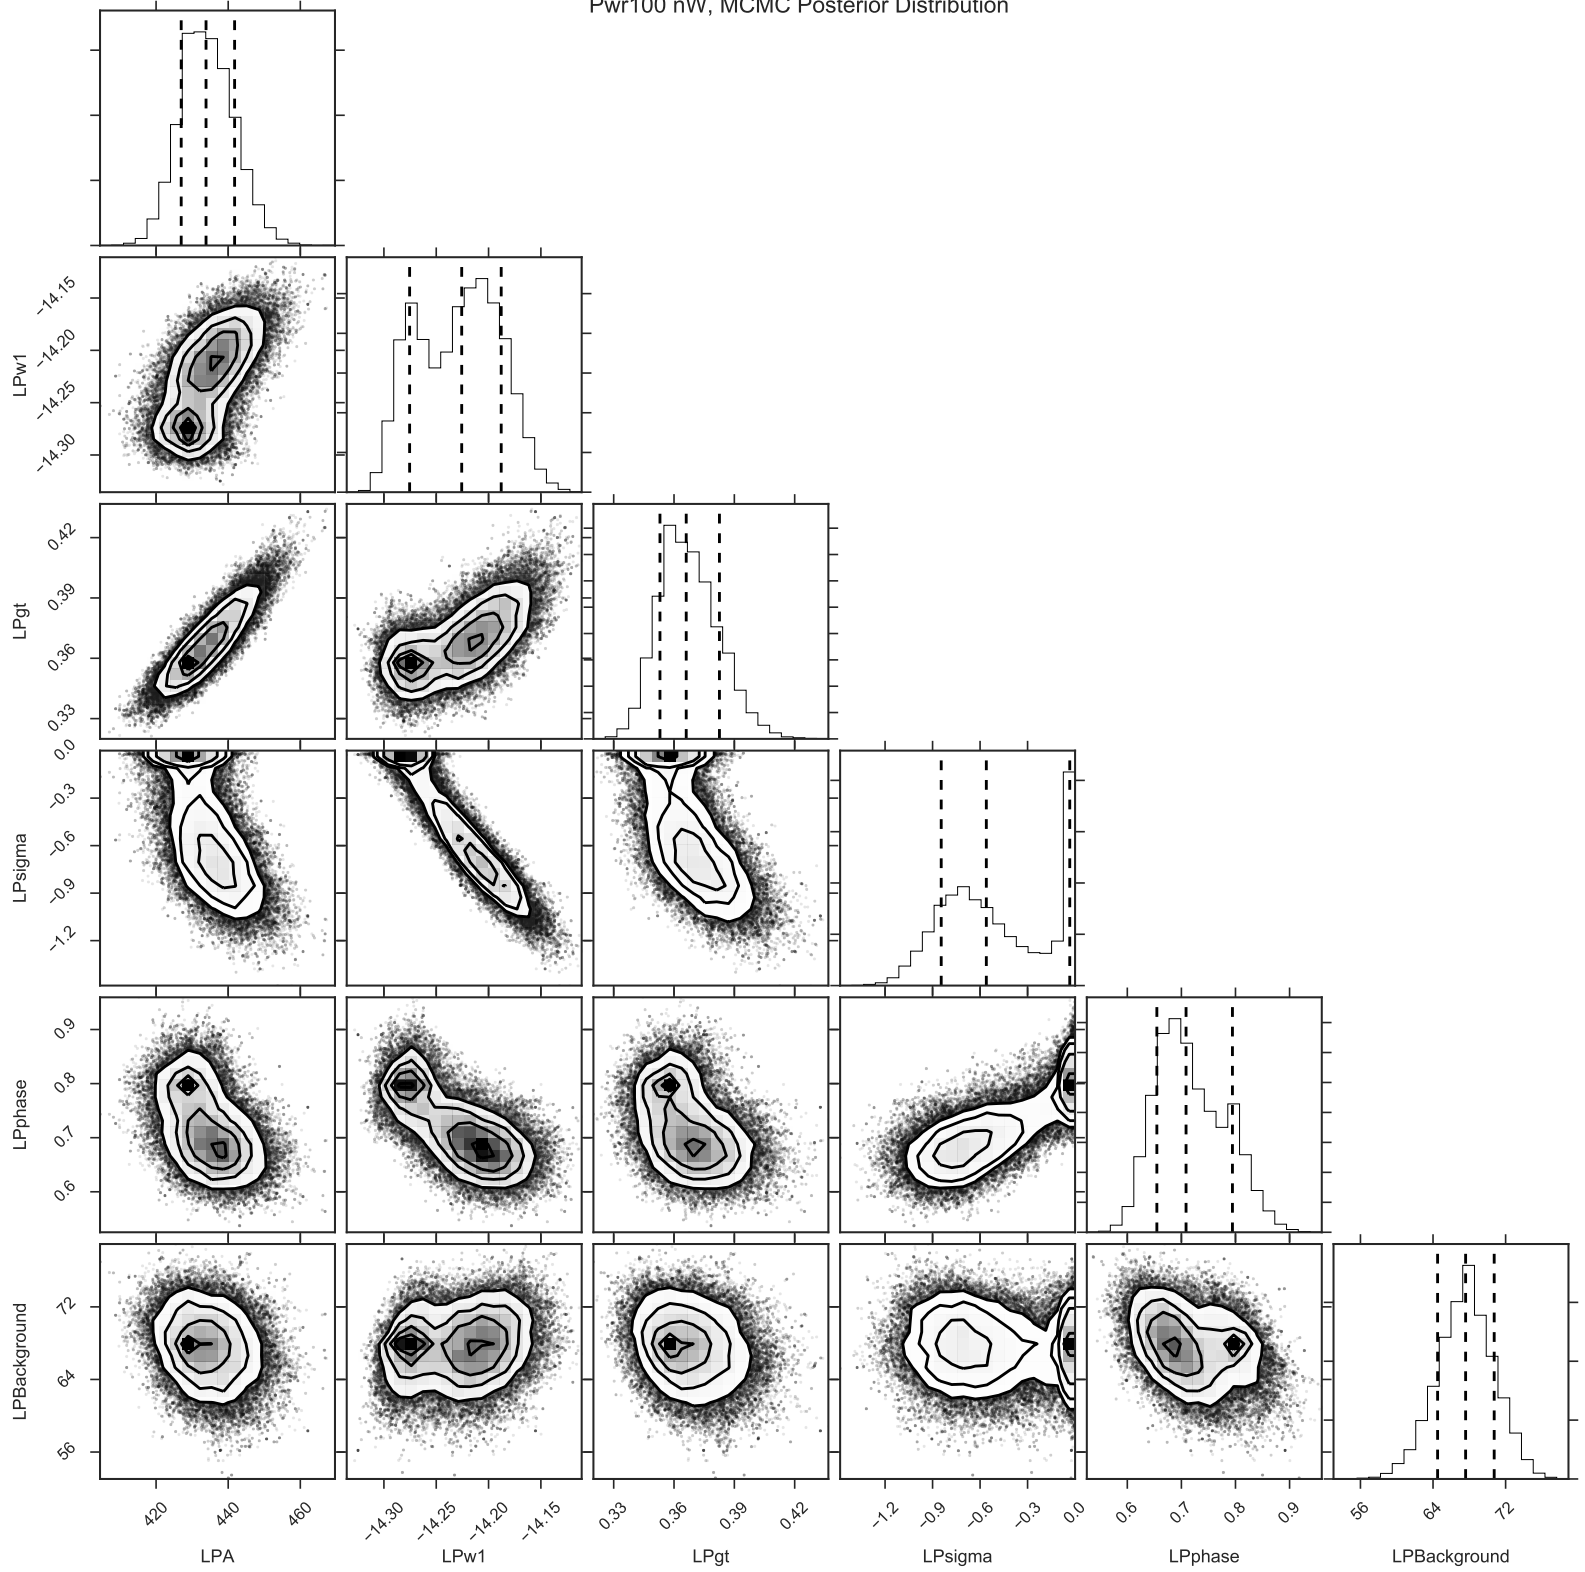 Pwr100 nW, MCMC Posterior Distribution
LPw1
−14.15
−14.20
−14.25
−14.30
LPgt
0.42
0.39
0.36
0.33
LPsigma
0.0
−0.3
−0.6
−0.9
−1.2
LPphase
0.9
0.8
0.7
0.6
LPBackground
72
64
56
420 440 460 −14.30 −14.25 −14.20 −14.15 0.33 0.36 0.39 0.42 −1.2 −0.9 −0.6 −0.3 0.0 0.6 0.7 0.8 0.9 56 64 72
LPA LPw1 LPgt LPsigma LPphase LPBackground